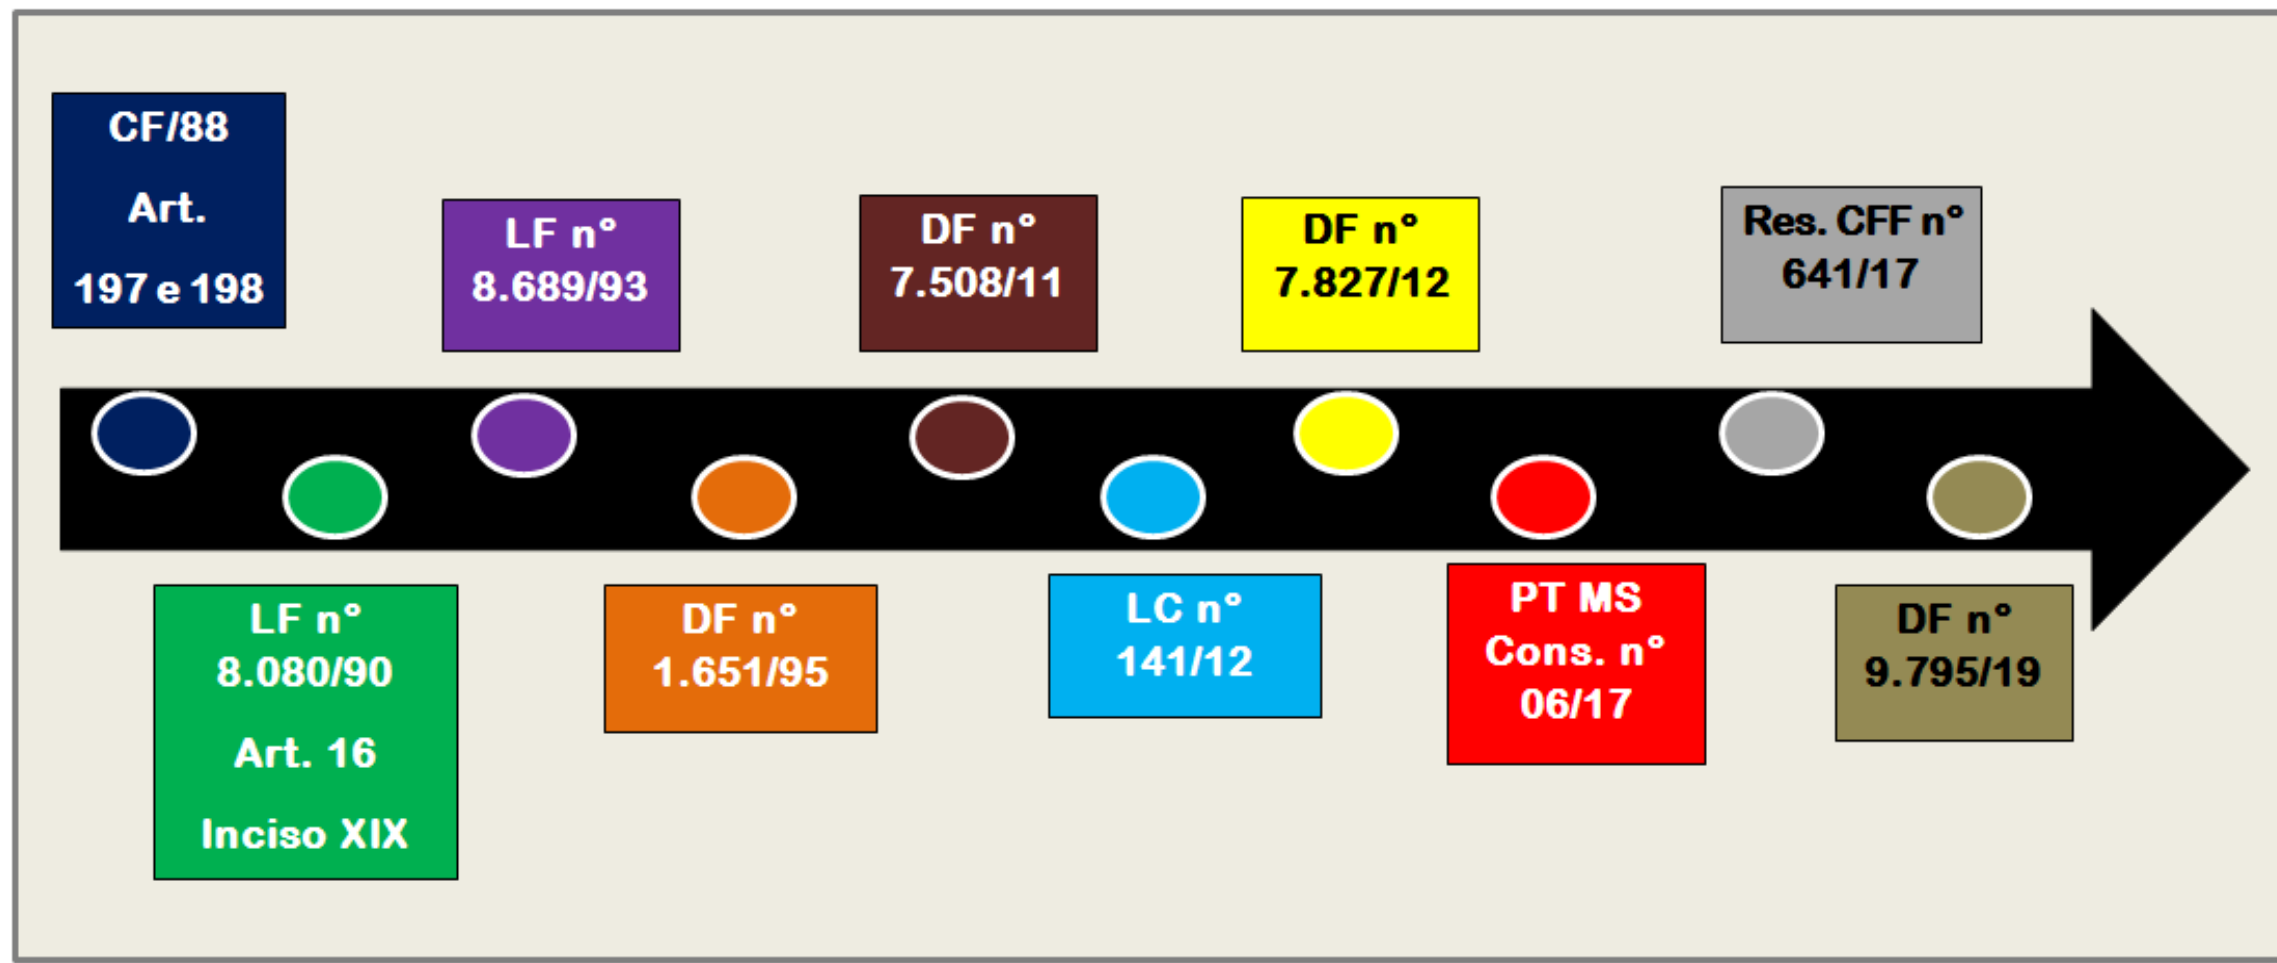 CF/88
Art.
197 e 198
LF n°
8.080/90
Art. 16
Inciso XIX
LF n°
8.689/93
DF n°
1.651/95
DF n°
7.508/11
LC n°
141/12
DF n°
7.827/12
PT MS
Cons. n°
06/17
Res. CFF n°
641/17
DF n°
9.795/19